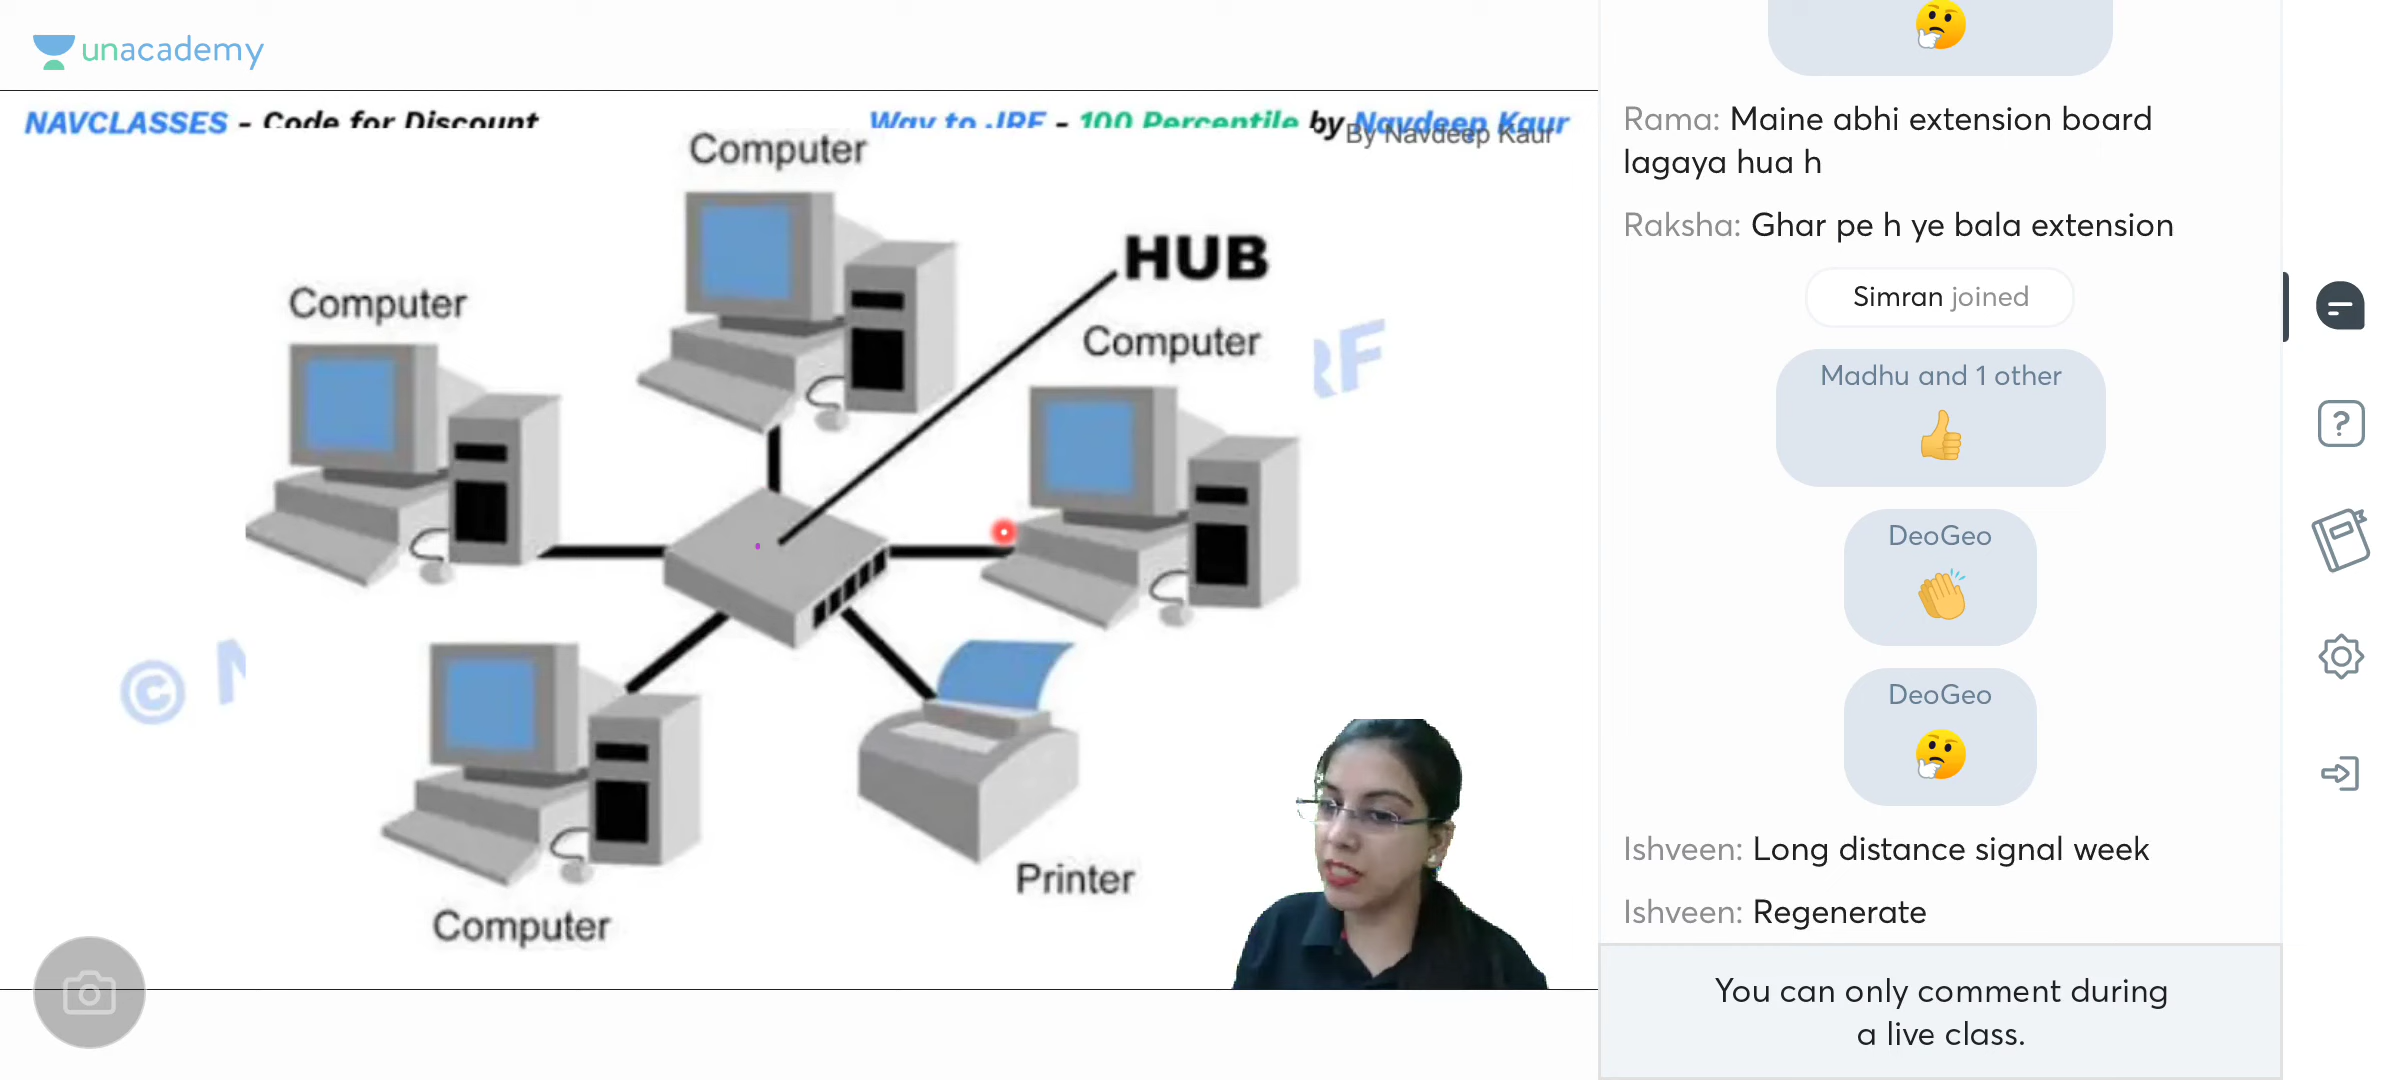 unacademy
NAVCLASSES - Code for Discount
Way to JRF - 100 Percentile by Navdeep Kaur
By Navdeep Kaur
Computer
HUB
Computer
Computer
RF
© N
Printer
Computer
Rama: Maine abhi extension board
lagaya hua h
Raksha: Ghar pe h ye bala extension
Simran joined
Madhu and 1 other
DeoGeo
DeoGeo
Ishveen: Long distance signal week
Ishveen: Regenerate
You can only comment during
a live class.